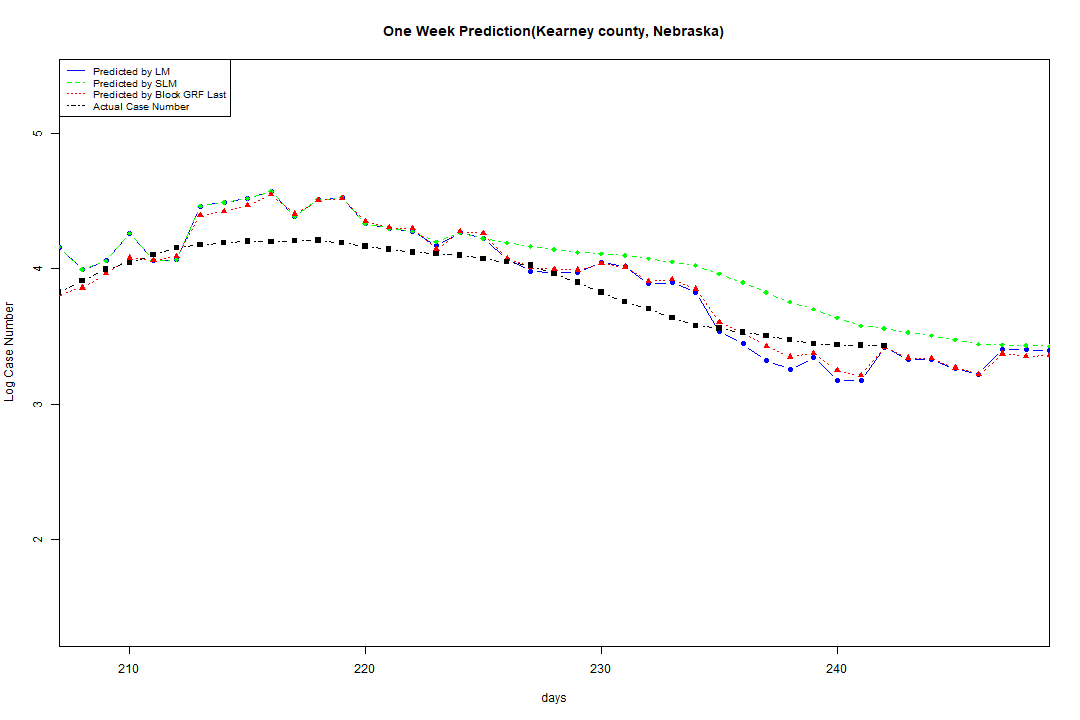 One Week Prediction(Kearney county, Nebraska)
Predicted by LM
Predicted by SLM
Predicted by Block GRF Last
Actual Case Number
5
4
3
2
Log Case Number
210 220 230 240
days